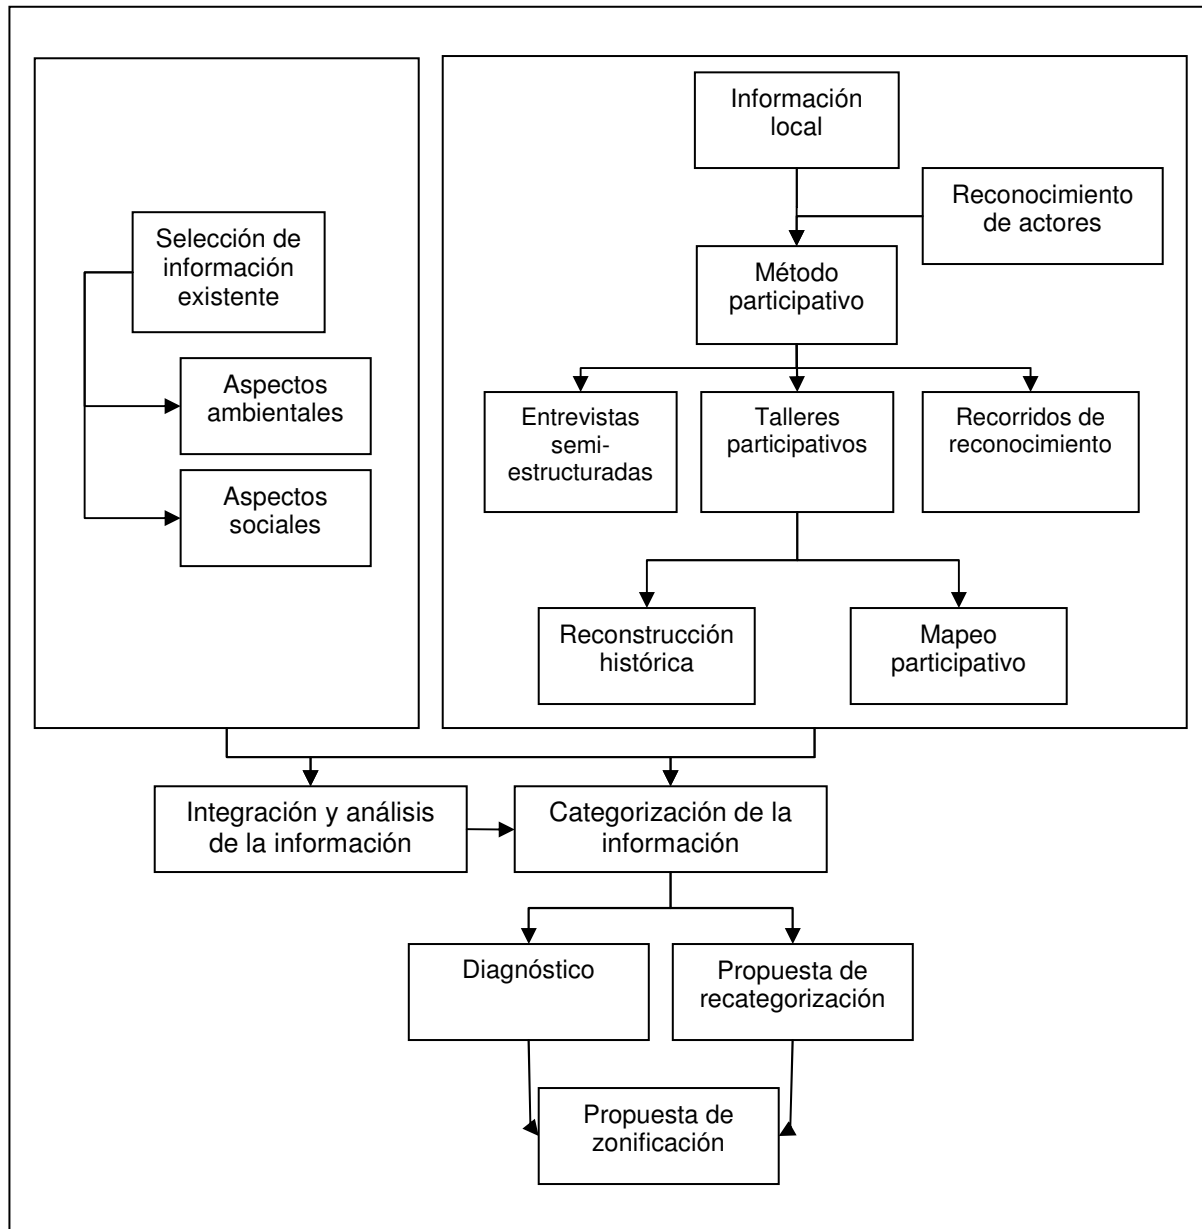 Selección de
información
existente
Aspectos
ambientales
Aspectos
sociales
Información
local
Reconocimiento
de actores
Método
participativo
Entrevistas
semi-
estructuradas
Talleres
participativos
Recorridos de
reconocimiento
Reconstrucción
histórica
Mapeo
participativo
Integración y análisis
de la información
Categorización de la
información
Diagnóstico
Propuesta de
recategorización
Propuesta de
zonificación